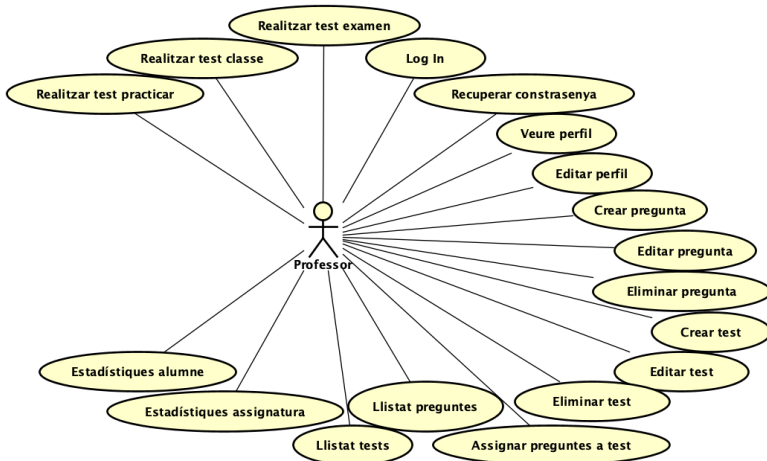 Realitzar test examen
Realitzar test classe
Log In
Realitzar test practicar
Recuperar constrasenya
Veure perfil
Editar perfil
Crear pregunta
Editar pregunta
Professor
Eliminar pregunta
Crear test
Estadístiques alumne
Editar test
Eliminar test
Llistat preguntes
Estadístiques assignatura
Llistat tests
Assignar preguntes a test